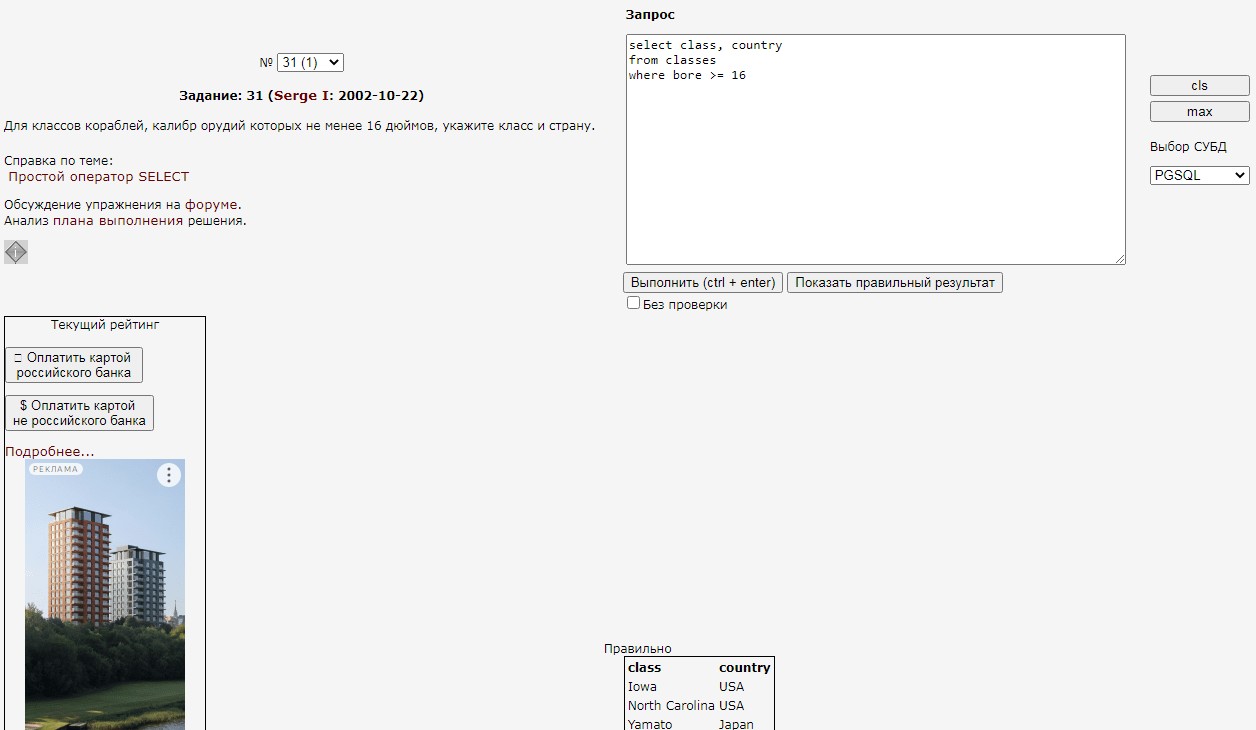 № 31 (1)
Задание: 31 (Serge I: 2002-10-22)
Для классов кораблей, калибр орудий которых не менее 16 дюймов, укажите класс и страну.
Справка по теме:
Простой оператор SELECT
Обсуждение упражнения на форуме.
Анализ плана выполнения решения.
i
Запрос
select class, country
from classes
where bore >= 16
cls
max
Выбор СУБД
PGSQL
Выполнить (ctrl + enter) Показать правильный результат
Без проверки
Текущий рейтинг
Оплатить картой
российского банка
$ Оплатить картой
не российского банка
Подробнее...
РЕКЛАМА
Правильно
class country
Iowa USA
North Carolina USA
Yamato Japan